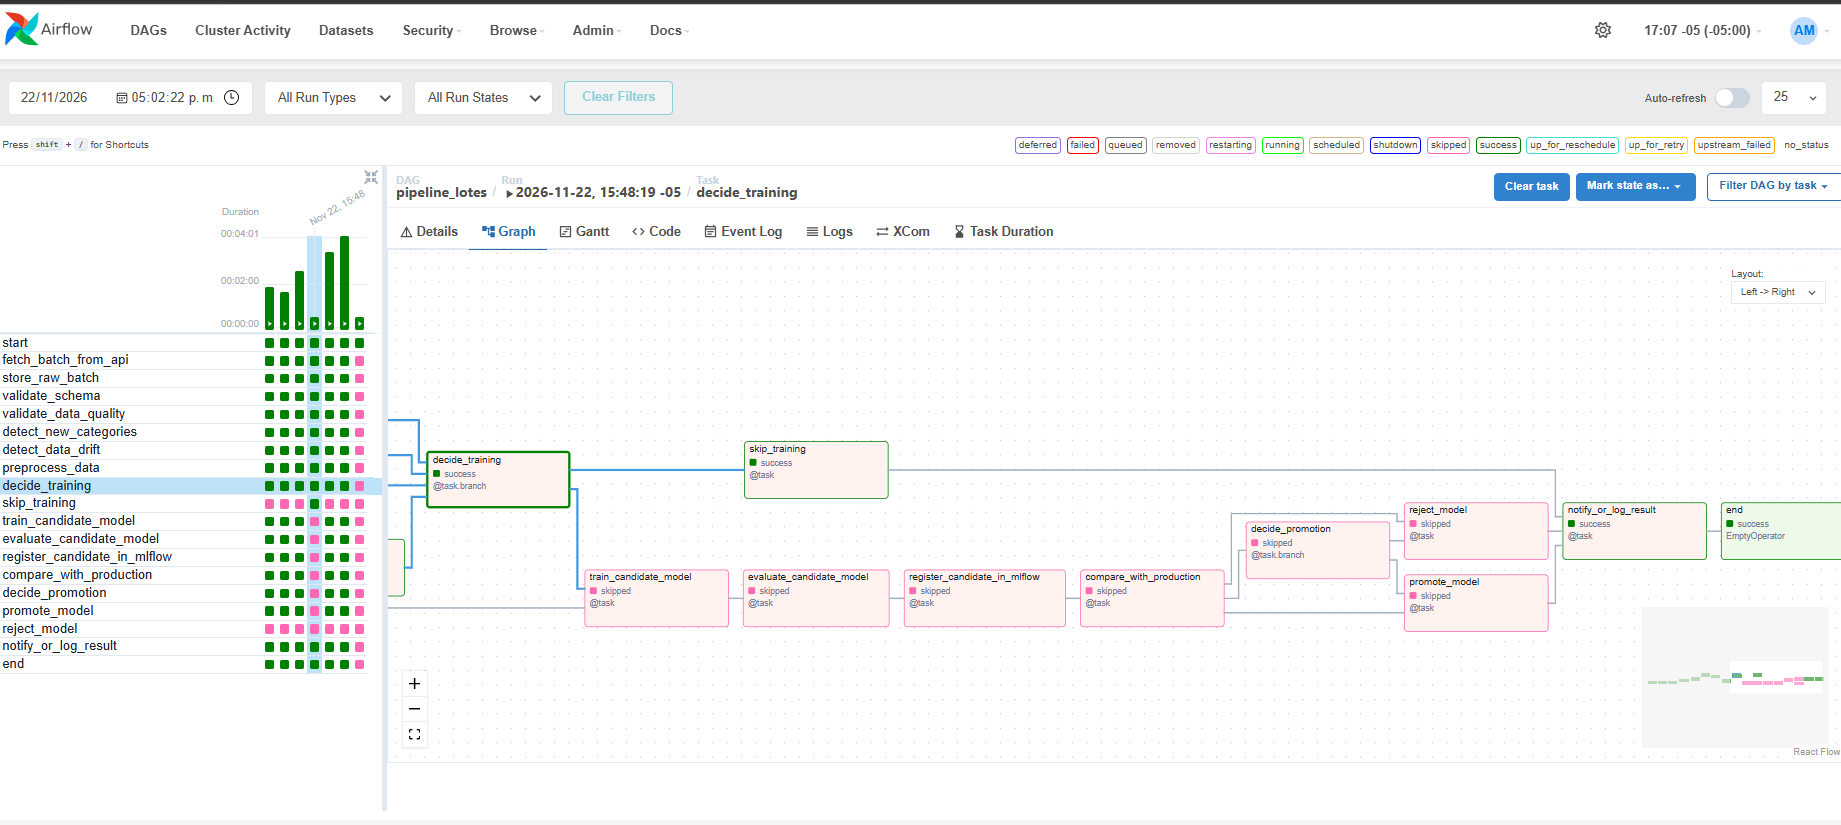 Airflow DAGs Cluster Activity Datasets Security Browse Admin Docs 17:07 -05 (-05:00) AM
22/11/2026 05:02:22 p. m. All Run Types All Run States Clear Filters Auto-refresh 25
Press shift + / for Shortcuts deferred failed queued removed restarting running scheduled shutdown skipped success up_for_reschedule up_for_retry upstream_failed no_status
DAG Run Task
pipeline_lotes / 2026-11-22, 15:48:19 -05 / decide_training Clear task Mark state as... Filter DAG by task
Details Graph Gantt Code Event Log Logs XCom Task Duration
Layout:
Left -> Right
Nov 22, 15:48
Duration
00:04:01
00:02:00
00:00:00
start
fetch_batch_from_api
store_raw_batch
validate_schema
validate_data_quality
detect_new_categories
detect_data_drift
preprocess_data
decide_training
skip_training
train_candidate_model
evaluate_candidate_model
register_candidate_in_mlflow
compare_with_production
decide_promotion
promote_model
reject_model
notify_or_log_result
end
decide_training
success
@task.branch
skip_training
success
@task
train_candidate_model
skipped
@task
evaluate_candidate_model
skipped
@task
register_candidate_in_mlflow
skipped
@task
compare_with_production
skipped
@task
decide_promotion
skipped
@task.branch
reject_model
skipped
@task
promote_model
skipped
@task
notify_or_log_result
success
@task
end
success
EmptyOperator
React Flow